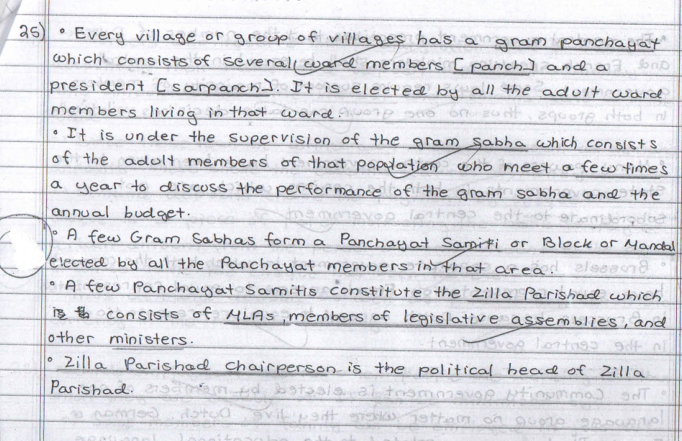 25) • Every village or group of villages has a gram panchayat
which consists of severall ward members [panch] and a
president [sarpanch]. It is elected by all the adult ward
members living in that ward.
• It is under the supervision of the gram sabha which consists
of the adult members of that population who meet a few times
a year to discuss the performance of the gram sabha and the
annual budget.
• A few Gram Sabhas form a Panchayat Samiti or Block or Mandal
elected by all the Panchayat members in that area.
• A few Panchayat Samitis constitute the Zilla Parishad which
is consists of MLAs, members of legislative assemblies, and
other ministers.
• Zilla Parishad chairperson is the political head of Zilla
Parishad.